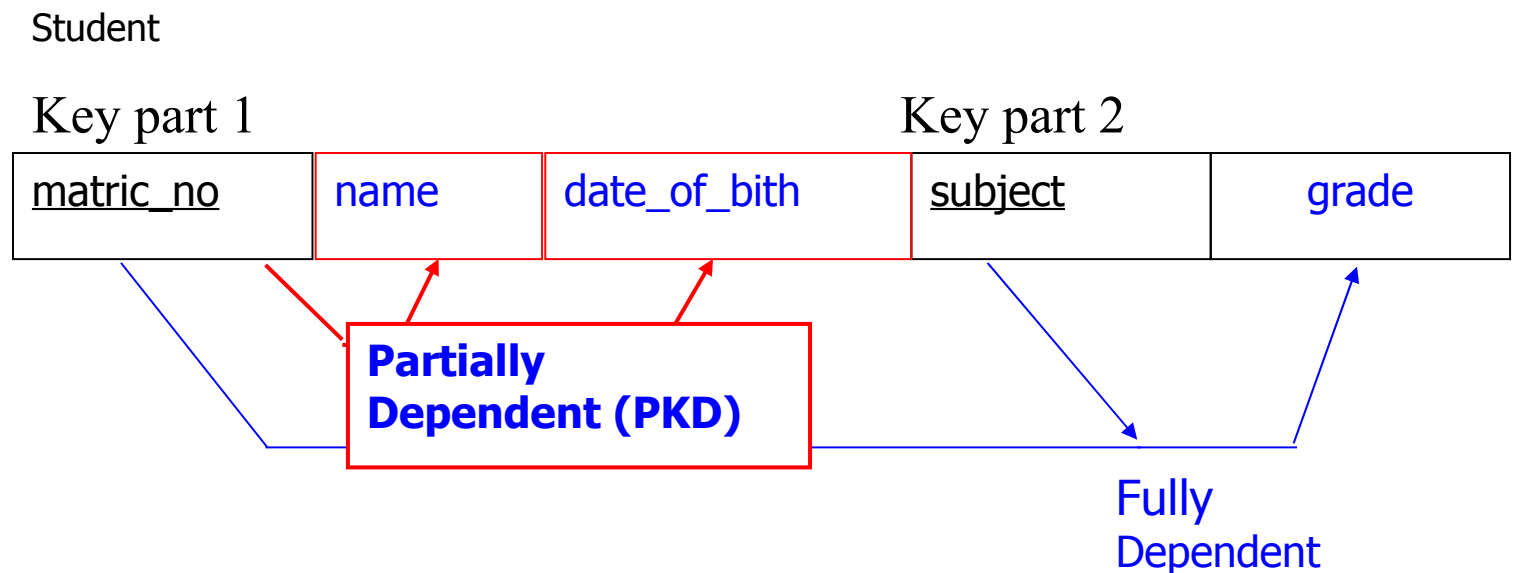 Student
Key part 1 Key part 2
matric_no name date_of_bith subject grade
Partially
Dependent (PKD)
Fully
Dependent